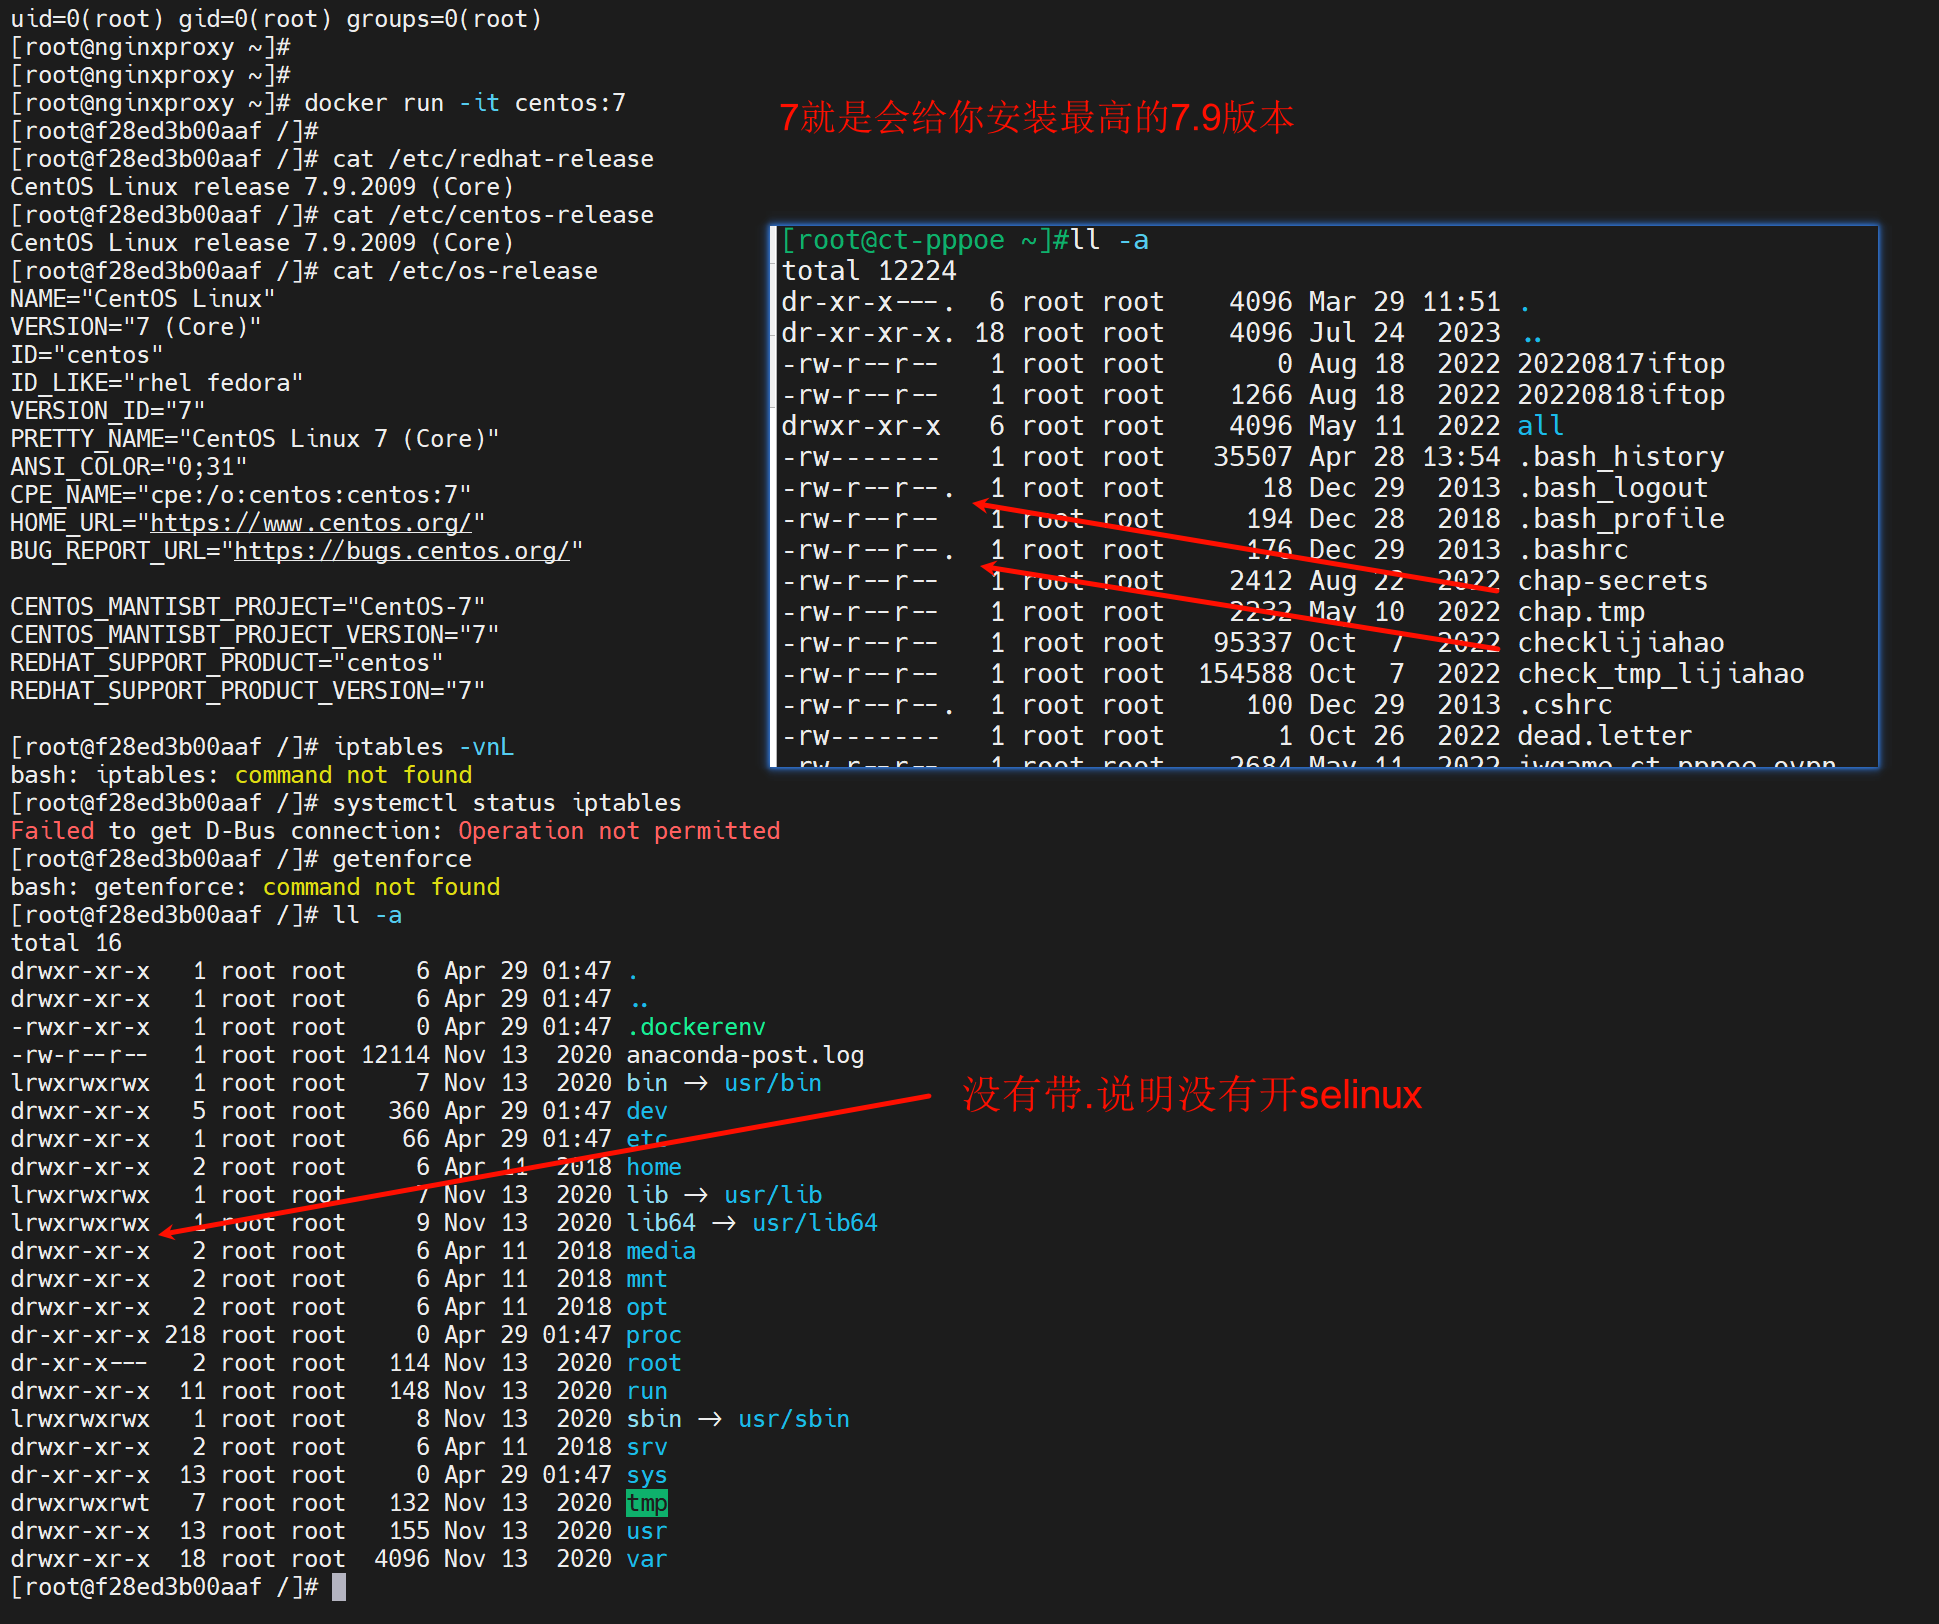 uid=0(root) gid=0(root) groups=0(root)
[root@nginxproxy ~]#
[root@nginxproxy ~]#
[root@nginxproxy ~]# docker run -it centos:7
[root@f28ed3b00aaf /]#
[root@f28ed3b00aaf /]# cat /etc/redhat-release
CentOS Linux release 7.9.2009 (Core)
[root@f28ed3b00aaf /]# cat /etc/centos-release
CentOS Linux release 7.9.2009 (Core)
[root@f28ed3b00aaf /]# cat /etc/os-release
NAME="CentOS Linux"
VERSION="7 (Core)"
ID="centos"
ID_LIKE="rhel fedora"
VERSION_ID="7"
PRETTY_NAME="CentOS Linux 7 (Core)"
ANSI_COLOR="0;31"
CPE_NAME="cpe:/o:centos:centos:7"
HOME_URL="https://www.centos.org/"
BUG_REPORT_URL="https://bugs.centos.org/"
CENTOS_MANTISBT_PROJECT="CentOS-7"
CENTOS_MANTISBT_PROJECT_VERSION="7"
REDHAT_SUPPORT_PRODUCT="centos"
REDHAT_SUPPORT_PRODUCT_VERSION="7"
[root@f28ed3b00aaf /]# iptables -vnL
bash: iptables: command not found
[root@f28ed3b00aaf /]# systemctl status iptables
Failed to get D-Bus connection: Operation not permitted
[root@f28ed3b00aaf /]# getenforce
bash: getenforce: command not found
[root@f28ed3b00aaf /]# ll -a
total 16
drwxr-xr-x   1 root root     6 Apr 29 01:47 .
drwxr-xr-x   1 root root     6 Apr 29 01:47 ..
-rwxr-xr-x   1 root root     0 Apr 29 01:47 .dockerenv
-rw-r--r--   1 root root 12114 Nov 13  2020 anaconda-post.log
lrwxrwxrwx   1 root root     7 Nov 13  2020 bin -> usr/bin
drwxr-xr-x   5 root root   360 Apr 29 01:47 dev
drwxr-xr-x   1 root root    66 Apr 29 01:47 etc
drwxr-xr-x   2 root root     6 Apr 11  2018 home
lrwxrwxrwx   1 root root     7 Nov 13  2020 lib -> usr/lib
lrwxrwxrwx   1 root root     9 Nov 13  2020 lib64 -> usr/lib64
drwxr-xr-x   2 root root     6 Apr 11  2018 media
drwxr-xr-x   2 root root     6 Apr 11  2018 mnt
drwxr-xr-x   2 root root     6 Apr 11  2018 opt
dr-xr-xr-x 218 root root     0 Apr 29 01:47 proc
dr-xr-x---   2 root root   114 Nov 13  2020 root
drwxr-xr-x  11 root root   148 Nov 13  2020 run
lrwxrwxrwx   1 root root     8 Nov 13  2020 sbin -> usr/sbin
drwxr-xr-x   2 root root     6 Apr 11  2018 srv
dr-xr-xr-x  13 root root     0 Apr 29 01:47 sys
drwxrwxrwt   7 root root   132 Nov 13  2020 tmp
drwxr-xr-x  13 root root   155 Nov 13  2020 usr
drwxr-xr-x  18 root root  4096 Nov 13  2020 var
[root@f28ed3b00aaf /]#
7就是会给你安装最高的7.9版本
[root@ct-pppoe ~]#ll -a
total 12224
dr-xr-x---.  6 root root    4096 Mar 29 11:51 .
dr-xr-xr-x. 18 root root    4096 Jul 24  2023 ..
-rw-r--r--   1 root root       0 Aug 18  2022 20220817iftop
-rw-r--r--   1 root root    1266 Aug 18  2022 20220818iftop
drwxr-xr-x   6 root root    4096 May 11  2022 all
-rw-------   1 root root   35507 Apr 28 13:54 .bash_history
-rw-r--r--.  1 root root      18 Dec 29  2013 .bash_logout
-rw-r--r--   1 root root     194 Dec 28  2018 .bash_profile
-rw-r--r--.  1 root root     176 Dec 29  2013 .bashrc
-rw-r--r--   1 root root    2412 Aug 22  2022 chap-secrets
-rw-r--r--   1 root root    2232 May 10  2022 chap.tmp
-rw-r--r--   1 root root   95337 Oct  7  2022 checklijiahao
-rw-r--r--   1 root root  154588 Oct  7  2022 check_tmp_lijiahao
-rw-r--r--.  1 root root     100 Dec 29  2013 .cshrc
-rw-------   1 root root       1 Oct 26  2022 dead.letter
-rw-r--r--   1 root root    2684 May 11  2022
没有带.说明没有开selinux